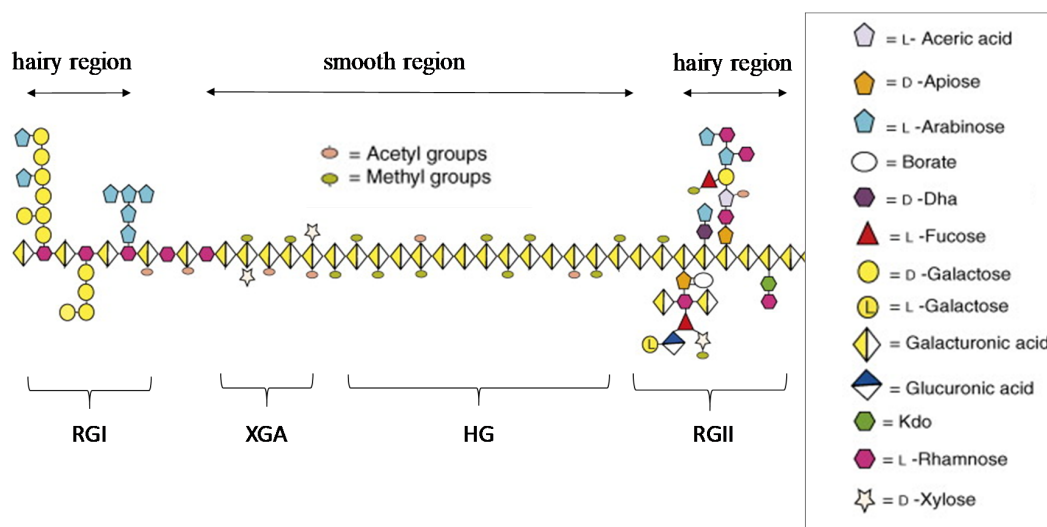 hairy region
smooth region
hairy region
= Acetyl groups
= Methyl groups
L
RGI
XGA
HG
RGII
= L- Aceric acid
= D -Apiose
= L -Arabinose
= Borate
= D -Dha
= L -Fucose
= D -Galactose
L = L -Galactose
= Galacturonic acid
= Glucuronic acid
= Kdo
= L -Rhamnose
= D -Xylose